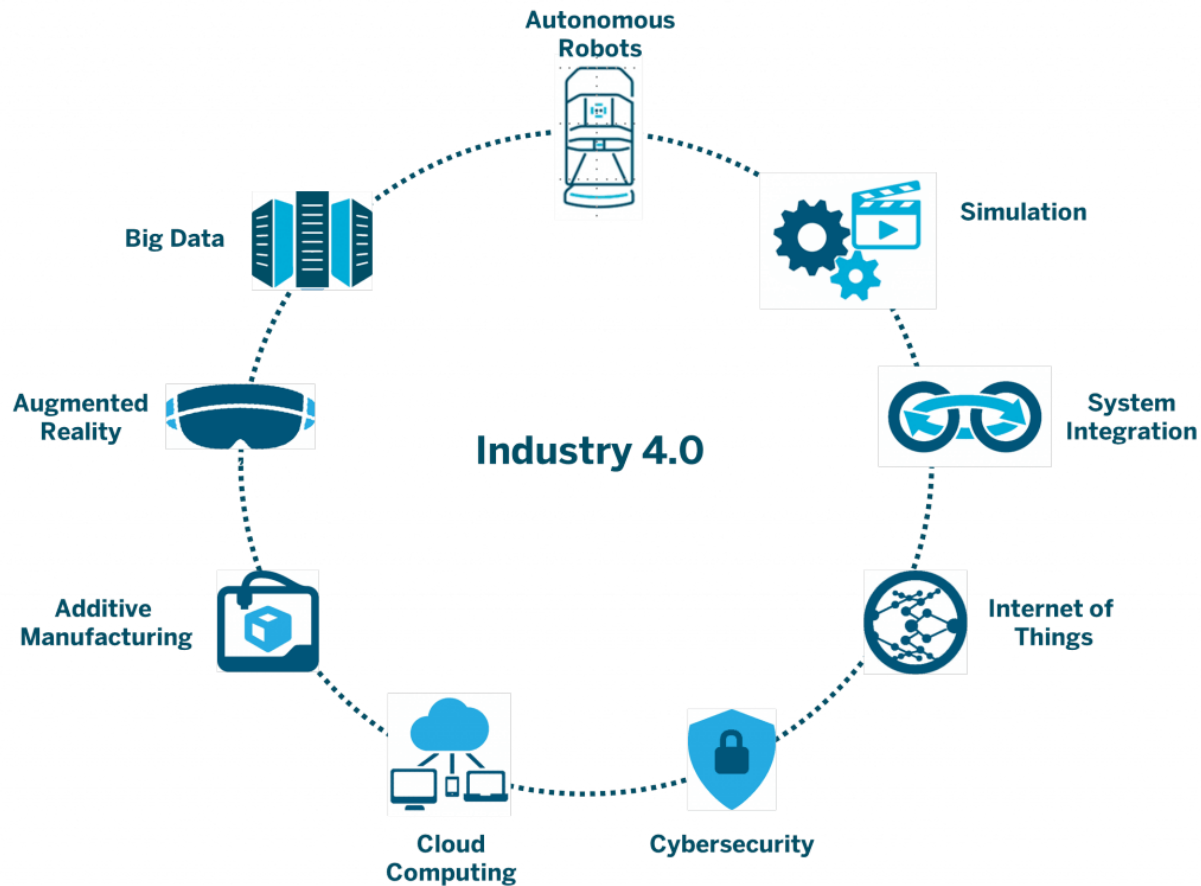 Autonomous
Robots
Big Data
Simulation
Augmented
Reality
System
Integration
Industry 4.0
Additive
Manufacturing
Internet of
Things
Cloud
Computing
Cybersecurity